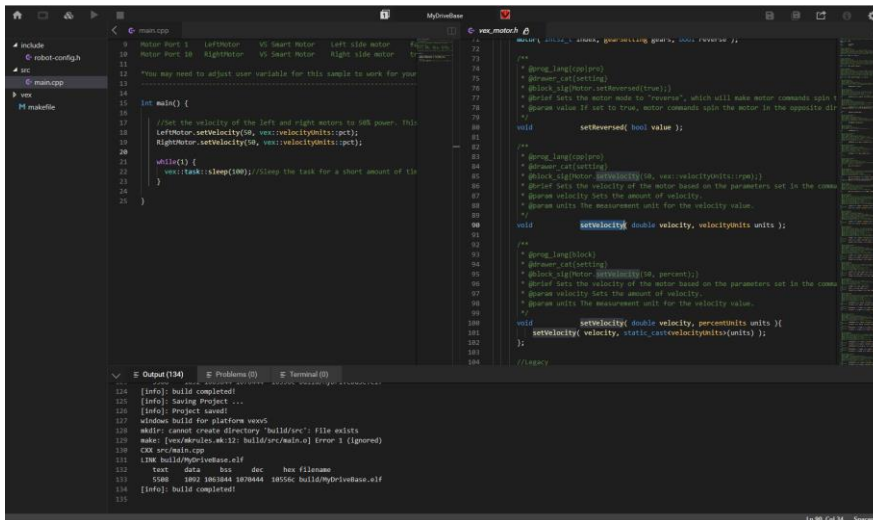 MyDriveBase
main.cpp
vex_motor.h
include
robot-config.h
src
main.cpp
vex
makefile
9 Motor Port 1 LeftMotor V5 Smart Motor Left side motor
10 Motor Port 10 RightMotor V5 Smart Motor Right side motor
11
12 "You may need to adjust user variable for this sample to work for your
13
14
15 int main() {
16
17 //Set the velocity of the left and right motors to 50% power. This
18 LeftMotor.setVelocity(50, vex::velocityUnits::pct);
19 RightMotor.setVelocity(50, vex::velocityUnits::pct);
20
21 while(1) {
22 vex::task::sleep(100);//Sleep the task for a short amount of tim
23 }
24
25 }
motor( index, gearSetting gears, bool reverse );
72
73 /**
74 * @prog_lang{cpp|pro}
75 * @drawer_cat{setting}
76 * @block_sig{Motor.setReversed(true);}
77 * @brief Sets the motor mode to "reverse", which will make motor commands spin t
78 * @param value If set to true, motor commands spin the motor in the opposite dir
79 */
80 void setReversed( bool value );
81
82 /**
83 * @prog_lang{cpp|pro}
84 * @drawer_cat{setting}
85 * @block_sig{Motor.setVelocity(50, vex::velocityUnits::rpm);}
86 * @brief Sets the velocity of the motor based on the parameters set in the comma
87 * @param velocity Sets the amount of velocity.
88 * @param units The measurement unit for the velocity value.
89 */
90 void setVelocity( double velocity, velocityUnits units );
91
92 /**
93 * @prog_lang{block}
94 * @drawer_cat{setting}
95 * @block_sig{Motor.setVelocity(50, percent);}
96 * @brief Sets the velocity of the motor based on the parameters set in the comma
97 * @param velocity Sets the amount of velocity.
98 * @param units The measurement unit for the velocity value.
99 */
100 void setVelocity( double velocity, percentUnits units ){
101 setVelocity( velocity, static_cast<velocityUnits>(units) );
102 };
103
104 //Legacy
Output (134) Problems (0) Terminal (0)
124 [info]: build completed!
125 [info]: Saving Project ...
126 [info]: Project saved!
127 windows build for platform vexv5
128 mkdir: cannot create directory 'build/src': File exists
129 make: [vex/mkrules.mk:12: build/src/main.o] Error 1 (ignored)
130 CXX src/main.cpp
131 LINK build/MyDriveBase.elf
132 text data bss dec hex filename
133 5508 1092 1063844 1070444 10556c build/MyDriveBase.elf
134 [info]: build completed!
135
Ln 90, Col 34